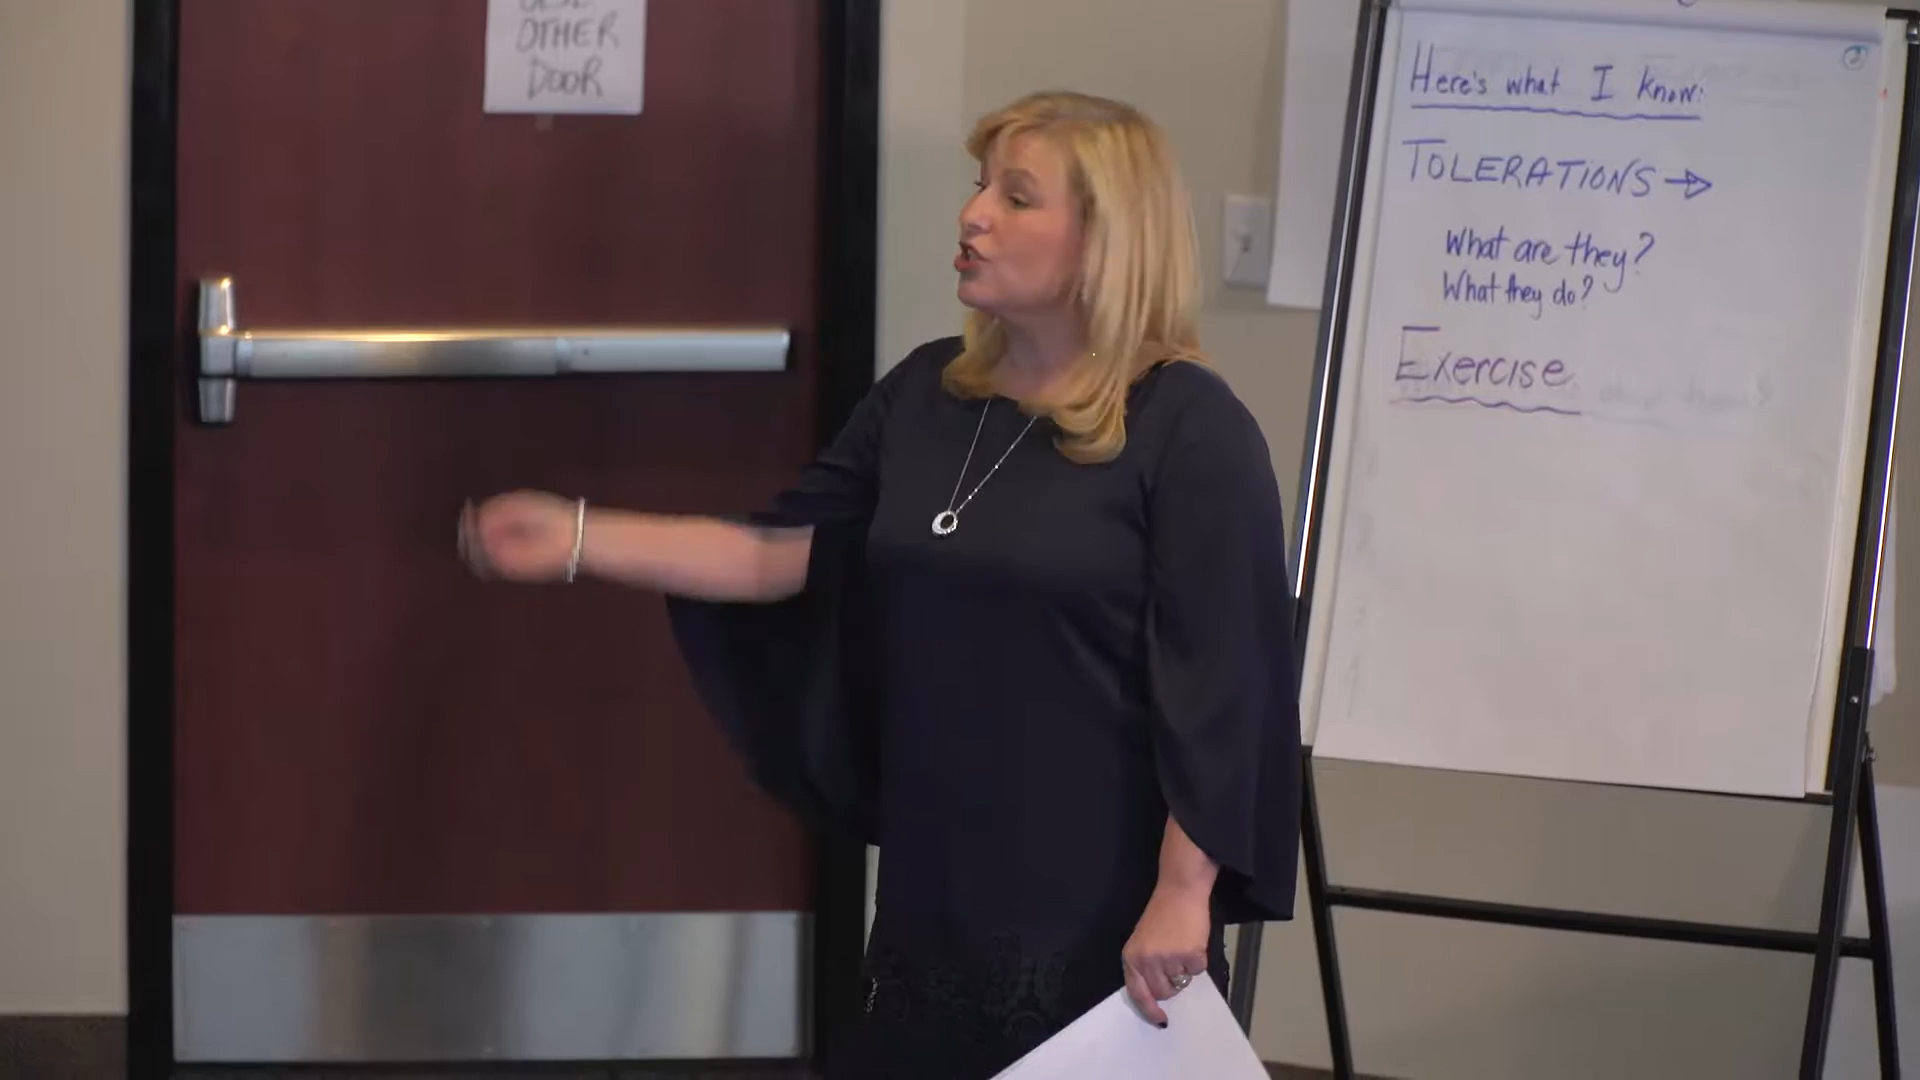 OTHER
DOOR
Here's what I know:
TOLERATIONS →
What are they?
What they do?
Exercise